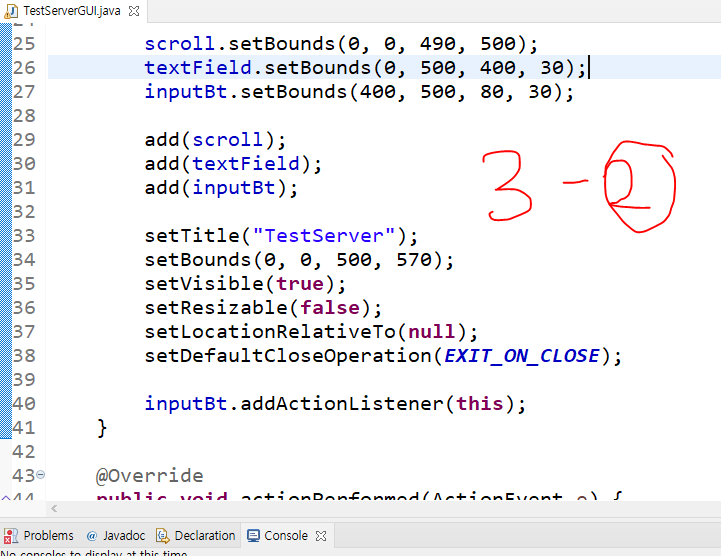 TestServerGUI.java
25 scroll.setBounds(0, 0, 490, 500);
26 textField.setBounds(0, 500, 400, 30);
27 inputBt.setBounds(400, 500, 80, 30);
28
29 add(scroll);
30 add(textField);
31 add(inputBt);
32
33 setTitle("TestServer");
34 setBounds(0, 0, 500, 570);
35 setVisible(true);
36 setResizable(false);
37 setLocationRelativeTo(null);
38 setDefaultCloseOperation(EXIT_ON_CLOSE);
39
40 inputBt.addActionListener(this);
41 }
42
43 @Override
44 public void actionPerformed(ActionEvent e) {
3 - 2
Problems @ Javadoc Declaration Console
No consoles to display at this time.